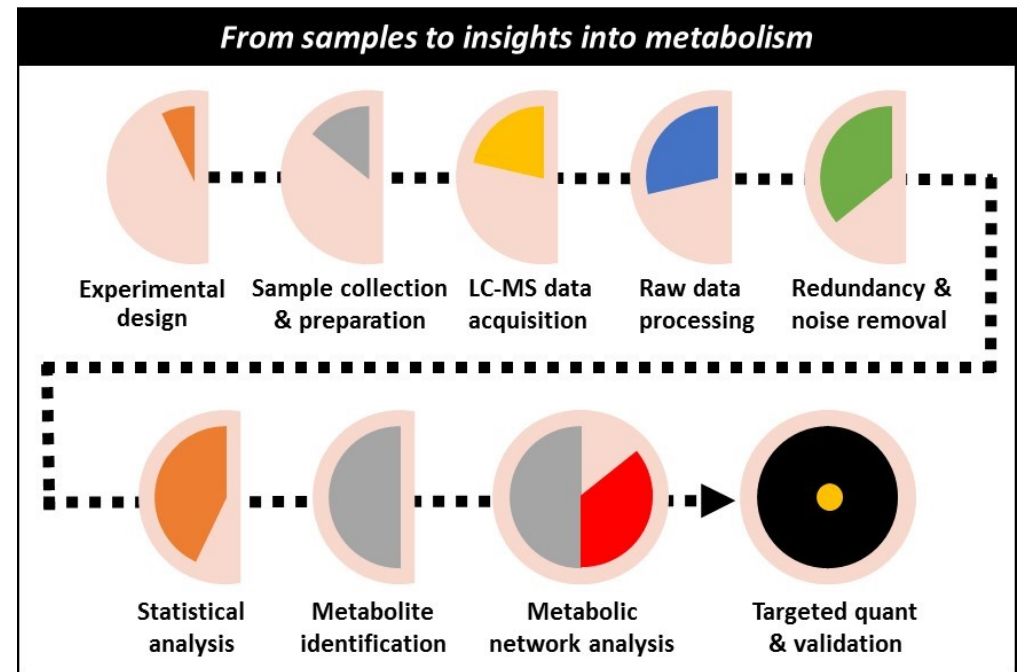 From samples to insights into metabolism
Experimental
design
Sample collection
& preparation
LC-MS data
acquisition
Raw data
processing
Redundancy &
noise removal
Statistical
analysis
Metabolite
identification
Metabolic
network analysis
Targeted quant
& validation